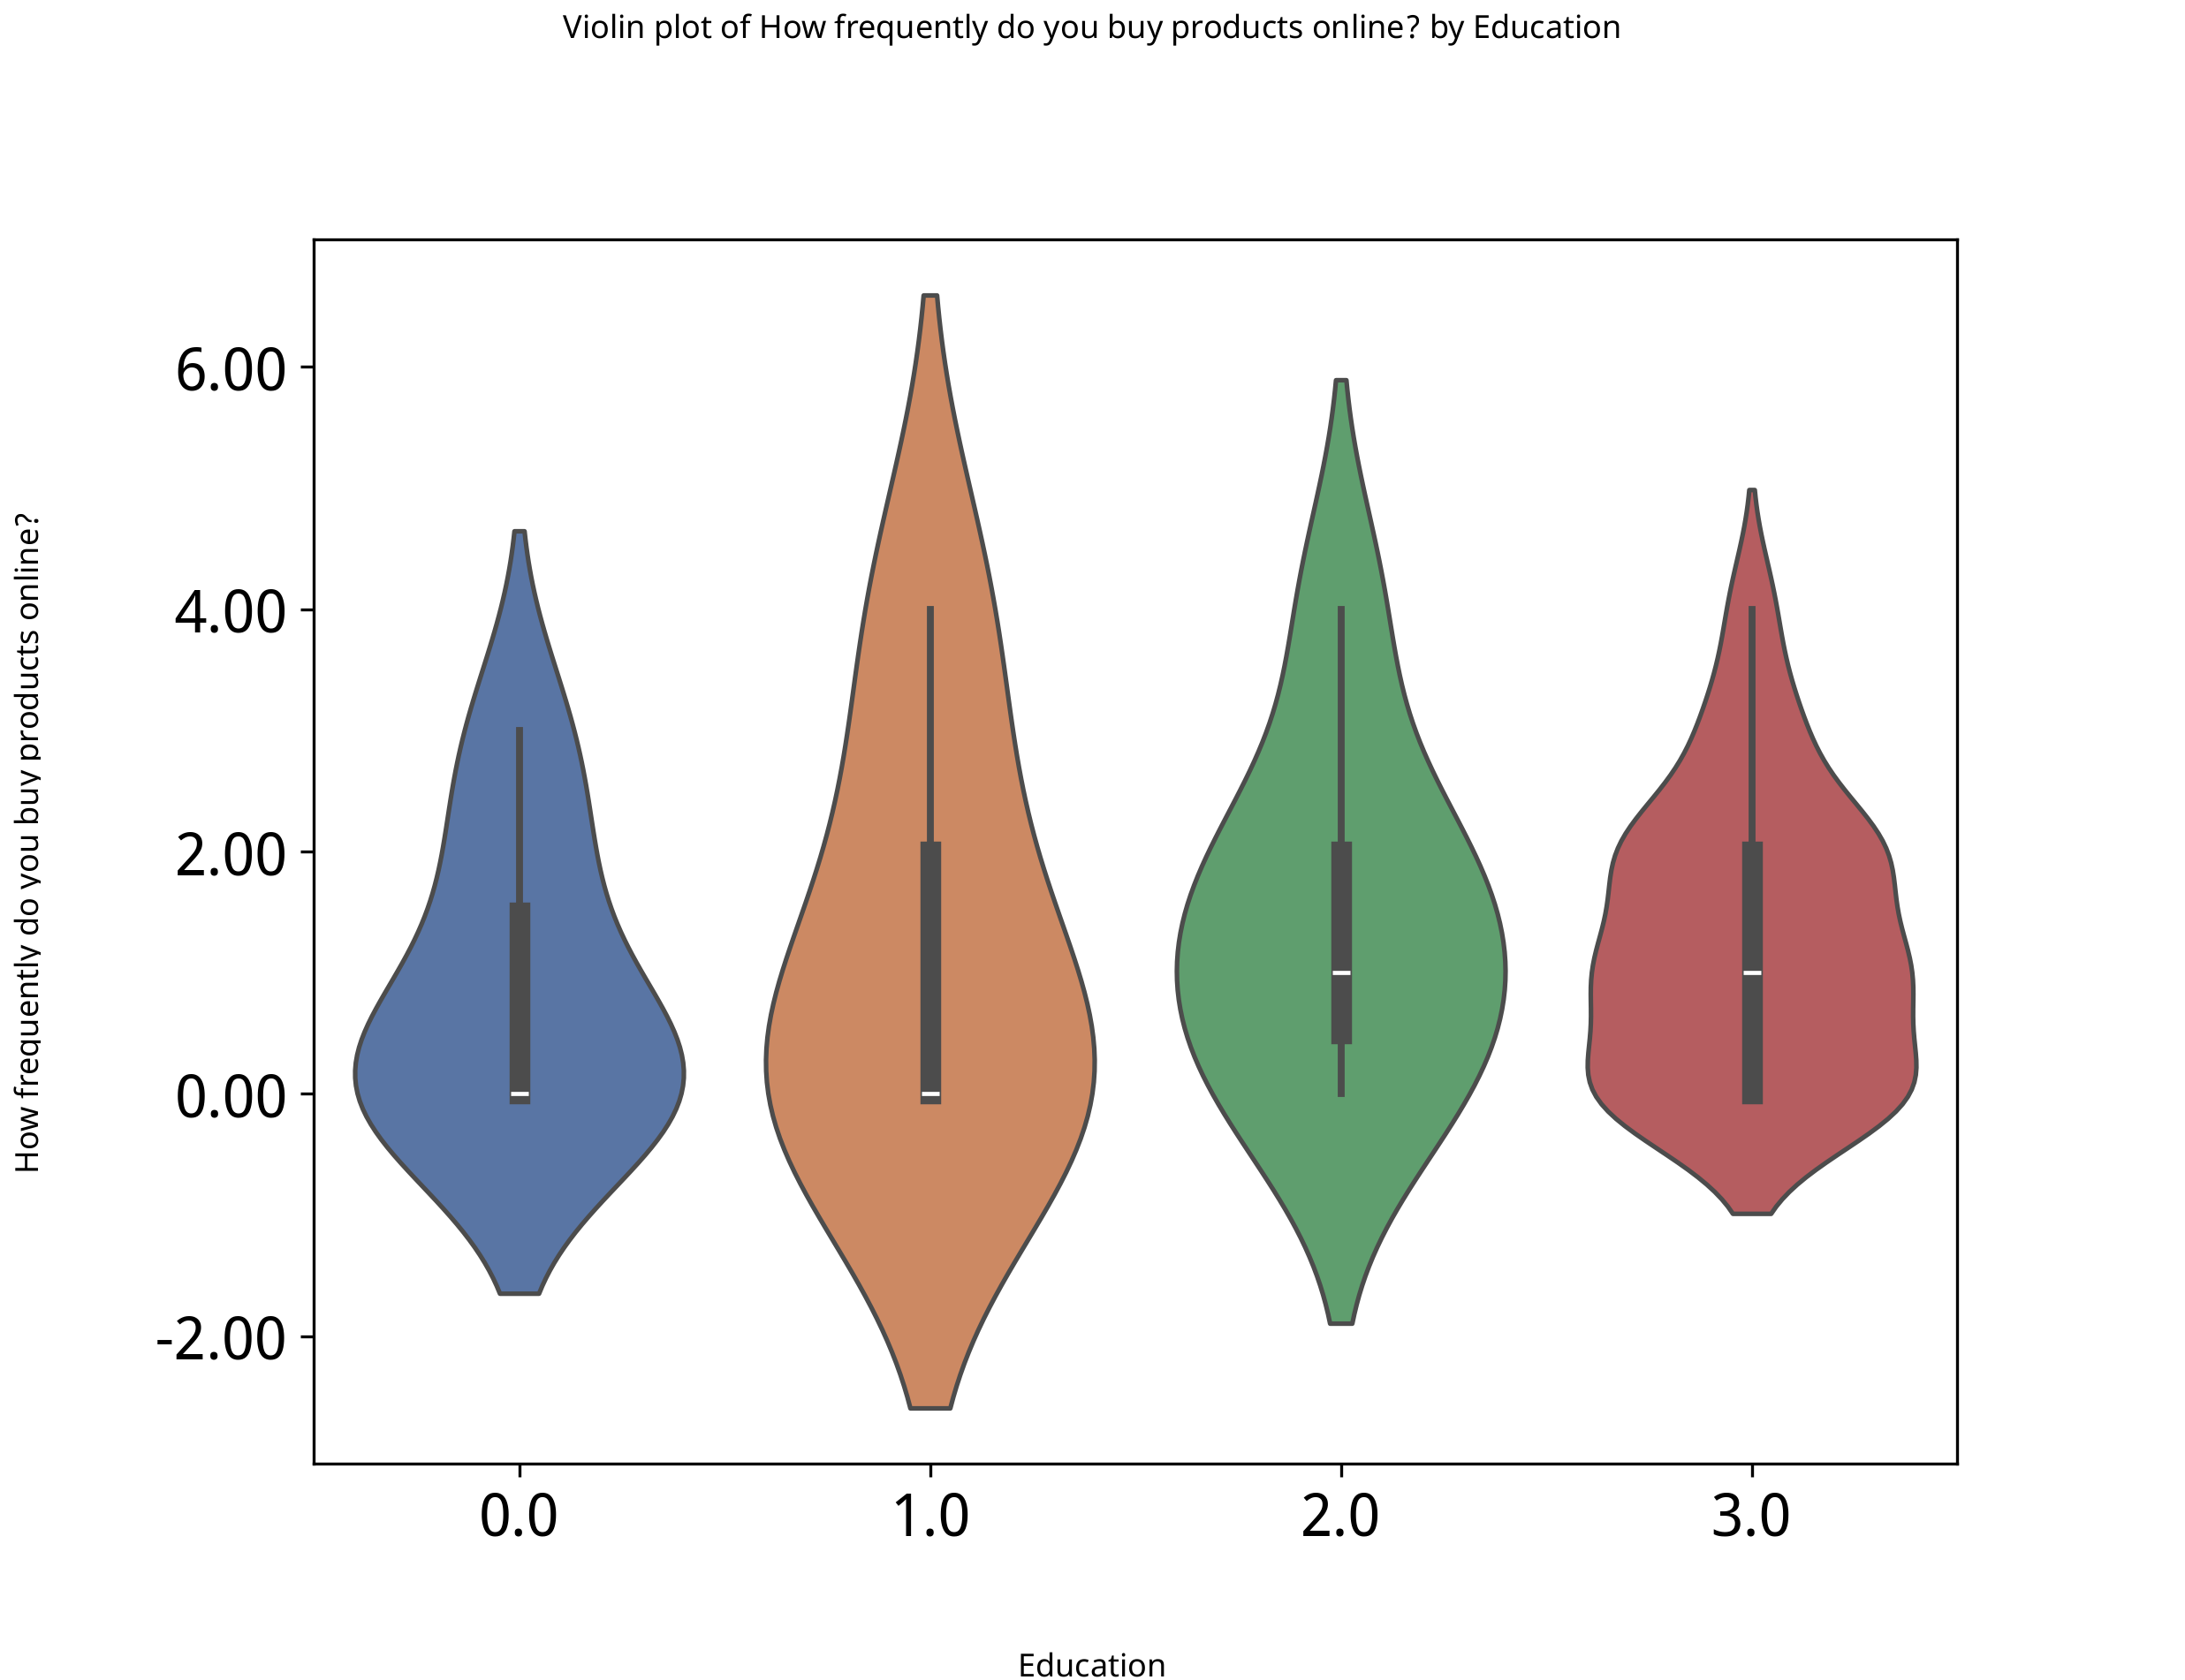 Violin plot of How frequently do you buy products online? by Education
How frequently do you buy products online?
6.00
4.00
2.00
0.00
-2.00
0.0 1.0 2.0 3.0
Education